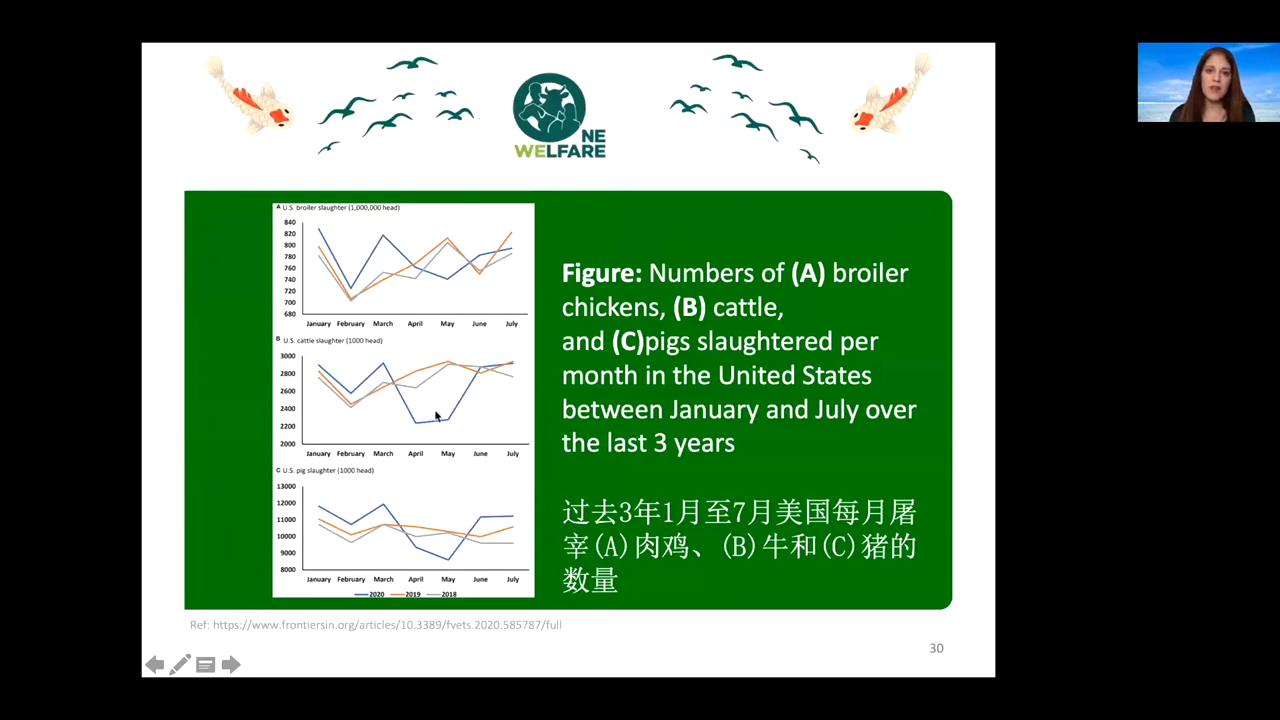 ONE
WELFARE
A U.S. broiler slaughter (1,000,000 head)
840
820
800
780
760
740
720
700
680
January February March April May June July
B U.S. cattle slaughter (1000 head)
3000
2800
2600
2400
2200
2000
January February March April May June July
C U.S. pig slaughter (1000 head)
13000
12000
11000
10000
9000
8000
January February March April May June July
2020 2019 2018
Figure: Numbers of (A) broiler
chickens, (B) cattle,
and (C)pigs slaughtered per
month in the United States
between January and July over
the last 3 years
过去3年1月至7月美国每月屠
宰(A)肉鸡、(B)牛和(C)猪的
数量
Ref: https://www.frontiersin.org/articles/10.3389/fvets.2020.585787/full
30